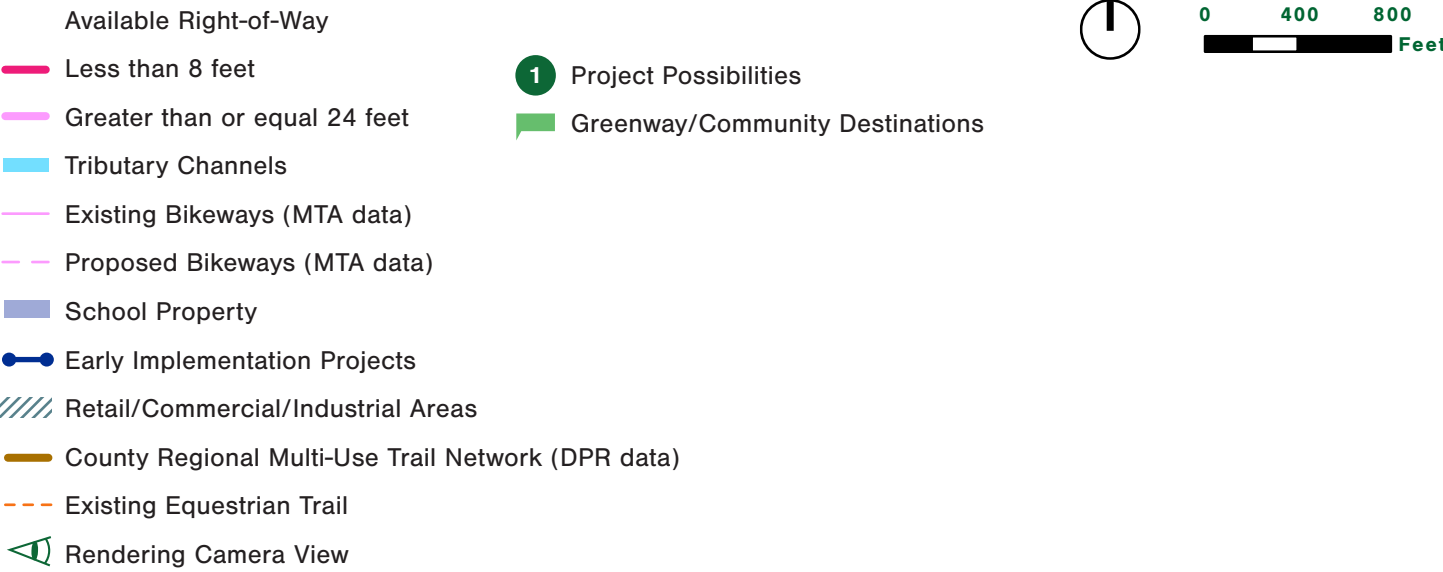 Available Right-of-Way
Less than 8 feet
Greater than or equal 24 feet
Tributary Channels
Existing Bikeways (MTA data)
Proposed Bikeways (MTA data)
School Property
Early Implementation Projects
Retail/Commercial/Industrial Areas
County Regional Multi-Use Trail Network (DPR data)
Existing Equestrian Trail
Rendering Camera View
1 Project Possibilities
Greenway/Community Destinations
0 400 800
Feet